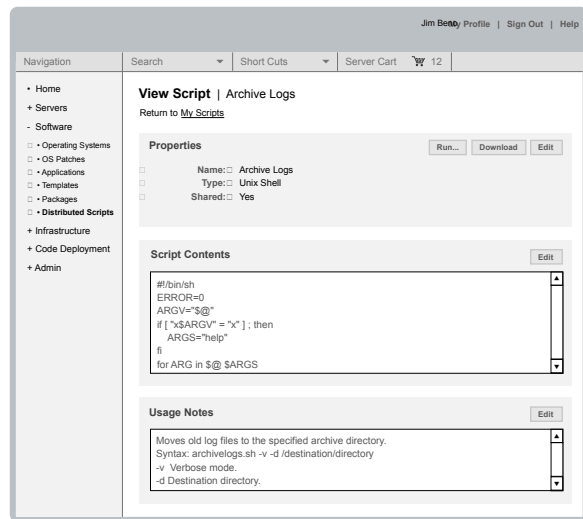 Jim Beno My Profile | Sign Out | Help
Navigation
Search
Short Cuts
Server Cart 12
• Home
+ Servers
- Software
• Operating Systems
• OS Patches
• Applications
• Templates
• Packages
• Distributed Scripts
+ Infrastructure
+ Code Deployment
+ Admin
View Script | Archive Logs
Return to My Scripts
Properties
Run...
Download
Edit
Name: Archive Logs
Type: Unix Shell
Shared: Yes
Script Contents
Edit
#!/bin/sh
ERROR=0
ARGV="$@"
if [ "x$ARGV" = "x" ] ; then
ARGS="help"
fi
for ARG in $@ $ARGS
Usage Notes
Edit
Moves old log files to the specified archive directory.
Syntax: archivelogs.sh -v -d /destination/directory
-v Verbose mode.
-d Destination directory.